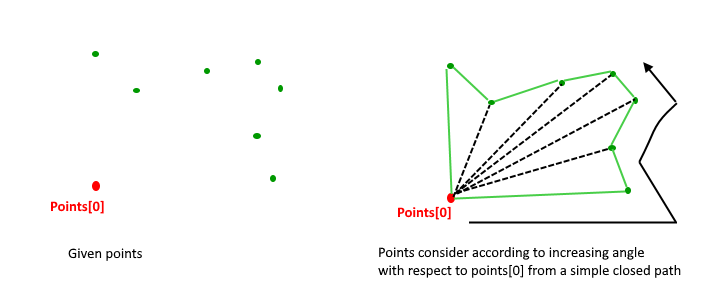 Points[0]
Given points
Points[0]
Points consider according to increasing angle
with respect to points[0] from a simple closed path